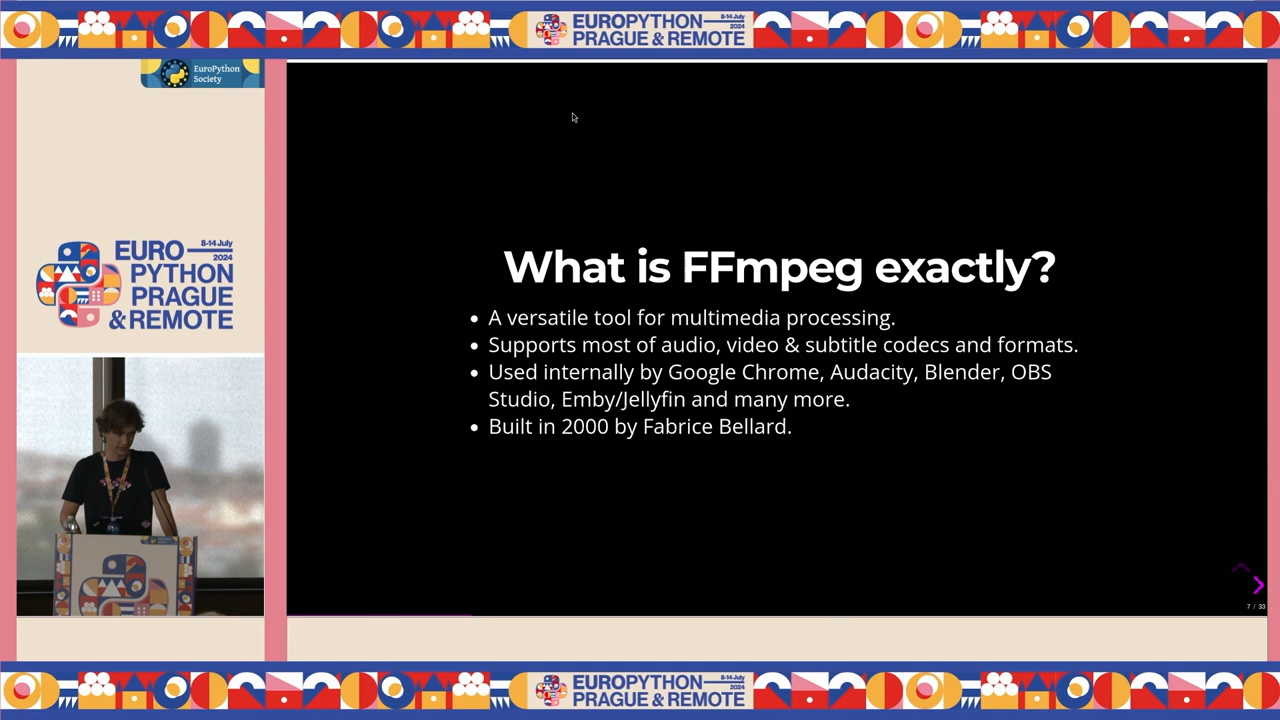 EUROPYTHON
8-14 July
2024
PRAGUE & REMOTE
EuroPython
Society
EURO
8-14 July
2024
PYTHON
PRAGUE
& REMOTE
What is FFmpeg exactly?
• A versatile tool for multimedia processing.
• Supports most of audio, video & subtitle codecs and formats.
• Used internally by Google Chrome, Audacity, Blender, OBS
Studio, Emby/Jellyfin and many more.
• Built in 2000 by Fabrice Bellard.
7 / 33
EUROPYTHON
8-14 July
2024
PRAGUE & REMOTE